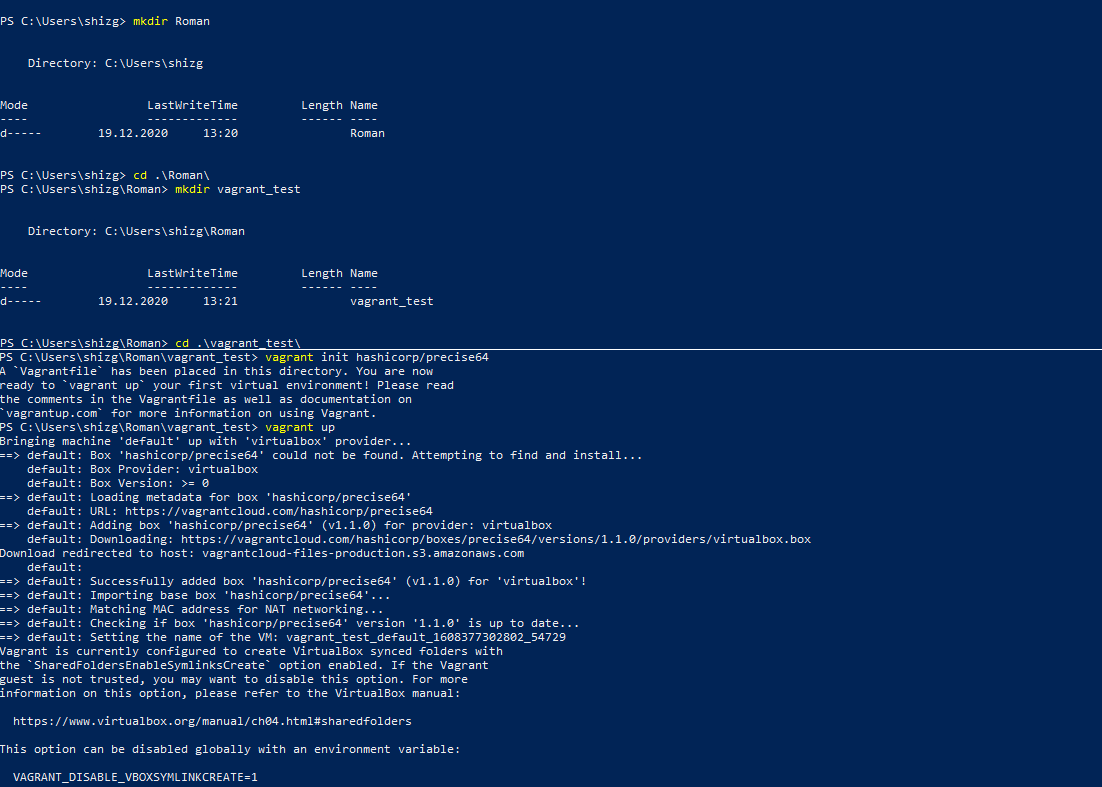 PS C:\Users\shizg> mkdir Roman
Directory: C:\Users\shizg
Mode                 LastWriteTime         Length Name
----                 -------------         ------ ----
d-----        19.12.2020     13:20                Roman
PS C:\Users\shizg> cd .\Roman\
PS C:\Users\shizg\Roman> mkdir vagrant_test
Directory: C:\Users\shizg\Roman
Mode                 LastWriteTime         Length Name
----                 -------------         ------ ----
d-----        19.12.2020     13:21                vagrant_test
PS C:\Users\shizg\Roman> cd .\vagrant_test\
PS C:\Users\shizg\Roman\vagrant_test> vagrant init hashicorp/precise64
A `Vagrantfile` has been placed in this directory. You are now
ready to `vagrant up` your first virtual environment! Please read
the comments in the Vagrantfile as well as documentation on
`vagrantup.com` for more information on using Vagrant.
PS C:\Users\shizg\Roman\vagrant_test> vagrant up
Bringing machine 'default' up with 'virtualbox' provider...
==> default: Box 'hashicorp/precise64' could not be found. Attempting to find and install...
    default: Box Provider: virtualbox
    default: Box Version: >= 0
==> default: Loading metadata for box 'hashicorp/precise64'
    default: URL: https://vagrantcloud.com/hashicorp/precise64
==> default: Adding box 'hashicorp/precise64' (v1.1.0) for provider: virtualbox
    default: Downloading: https://vagrantcloud.com/hashicorp/boxes/precise64/versions/1.1.0/providers/virtualbox.box
Download redirected to host: vagrantcloud-files-production.s3.amazonaws.com
    default:
==> default: Successfully added box 'hashicorp/precise64' (v1.1.0) for 'virtualbox'!
==> default: Importing base box 'hashicorp/precise64'...
==> default: Matching MAC address for NAT networking...
==> default: Checking if box 'hashicorp/precise64' version '1.1.0' is up to date...
==> default: Setting the name of the VM: vagrant_test_default_1608377302802_54729
Vagrant is currently configured to create VirtualBox synced folders with
the `SharedFoldersEnableSymlinksCreate` option enabled. If the Vagrant
guest is not trusted, you may want to disable this option. For more
information on this option, please refer to the VirtualBox manual:
https://www.virtualbox.org/manual/ch04.html#sharedfolders
This option can be disabled globally with an environment variable:
VAGRANT_DISABLE_VBOXSYMLINKCREATE=1